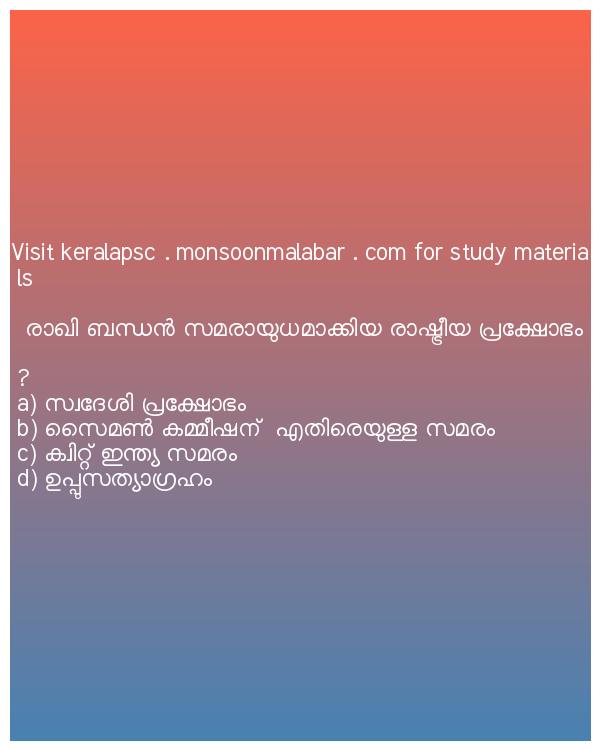 Visit keralapsc . monsoonmalabar . com for study materia
ls
രാഖി ബന്ധൻ സമരായുധമാക്കിയ രാഷ്ട്രീയ പ്രക്ഷോഭം
?
a) സ്വദേശി പ്രക്ഷോഭം
b) സൈമൺ കമ്മീഷന് എതിരെയുള്ള സമരം
c) ക്വിറ്റ് ഇന്ത്യ സമരം
d) ഉപ്പുസത്യാഗ്രഹം